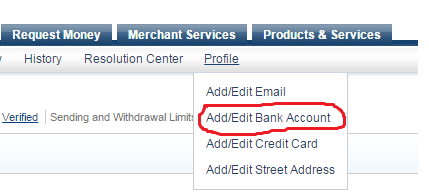 Request Money Merchant Services Products & Services
History Resolution Center Profile
Add/Edit Email
Verified Sending and Withdrawal Limits Add/Edit Bank Account
Add/Edit Credit Card
Add/Edit Street Address